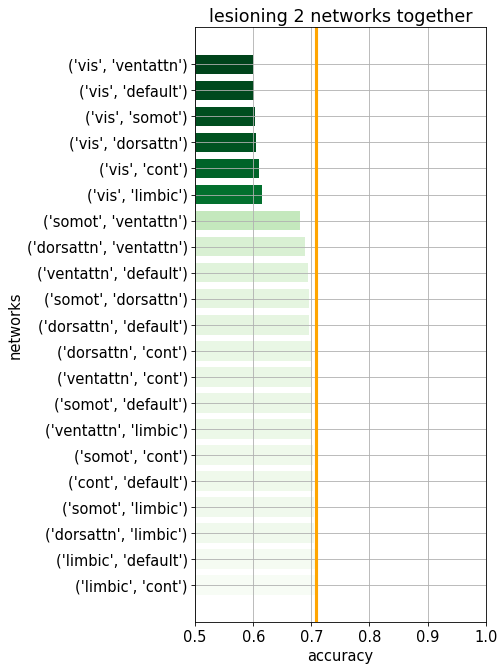 lesioning 2 networks together
('vis', 'ventattn')
('vis', 'default')
('vis', 'somot')
('vis', 'dorsattn')
('vis', 'cont')
('vis', 'limbic')
('somot', 'ventattn')
('dorsattn', 'ventattn')
('ventattn', 'default')
('somot', 'dorsattn')
('dorsattn', 'default')
('dorsattn', 'cont')
('ventattn', 'cont')
('somot', 'default')
('ventattn', 'limbic')
('somot', 'cont')
('cont', 'default')
('somot', 'limbic')
('dorsattn', 'limbic')
('limbic', 'default')
('limbic', 'cont')
networks
0.5 0.6 0.7 0.8 0.9 1.0
accuracy